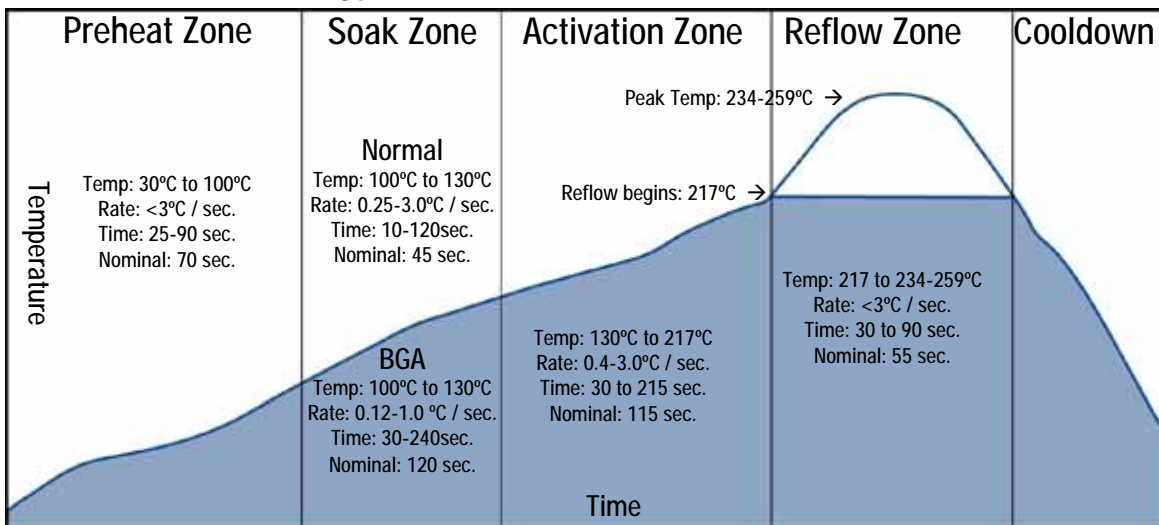 Preheat Zone
Soak Zone
Activation Zone
Reflow Zone
Cooldown
Temperature
Temp: 30ºC to 100ºC
Rate: <3ºC / sec.
Time: 25-90 sec.
Nominal: 70 sec.
Normal
Temp: 100ºC to 130ºC
Rate: 0.25-3.0ºC / sec.
Time: 10-120sec.
Nominal: 45 sec.
BGA
Temp: 100ºC to 130ºC
Rate: 0.12-1.0 ºC / sec.
Time: 30-240sec.
Nominal: 120 sec.
Temp: 130ºC to 217ºC
Rate: 0.4-3.0ºC / sec.
Time: 30 to 215 sec.
Nominal: 115 sec.
Peak Temp: 234-259ºC →
Reflow begins: 217ºC →
Temp: 217 to 234-259ºC
Rate: <3ºC / sec.
Time: 30 to 90 sec.
Nominal: 55 sec.
Time